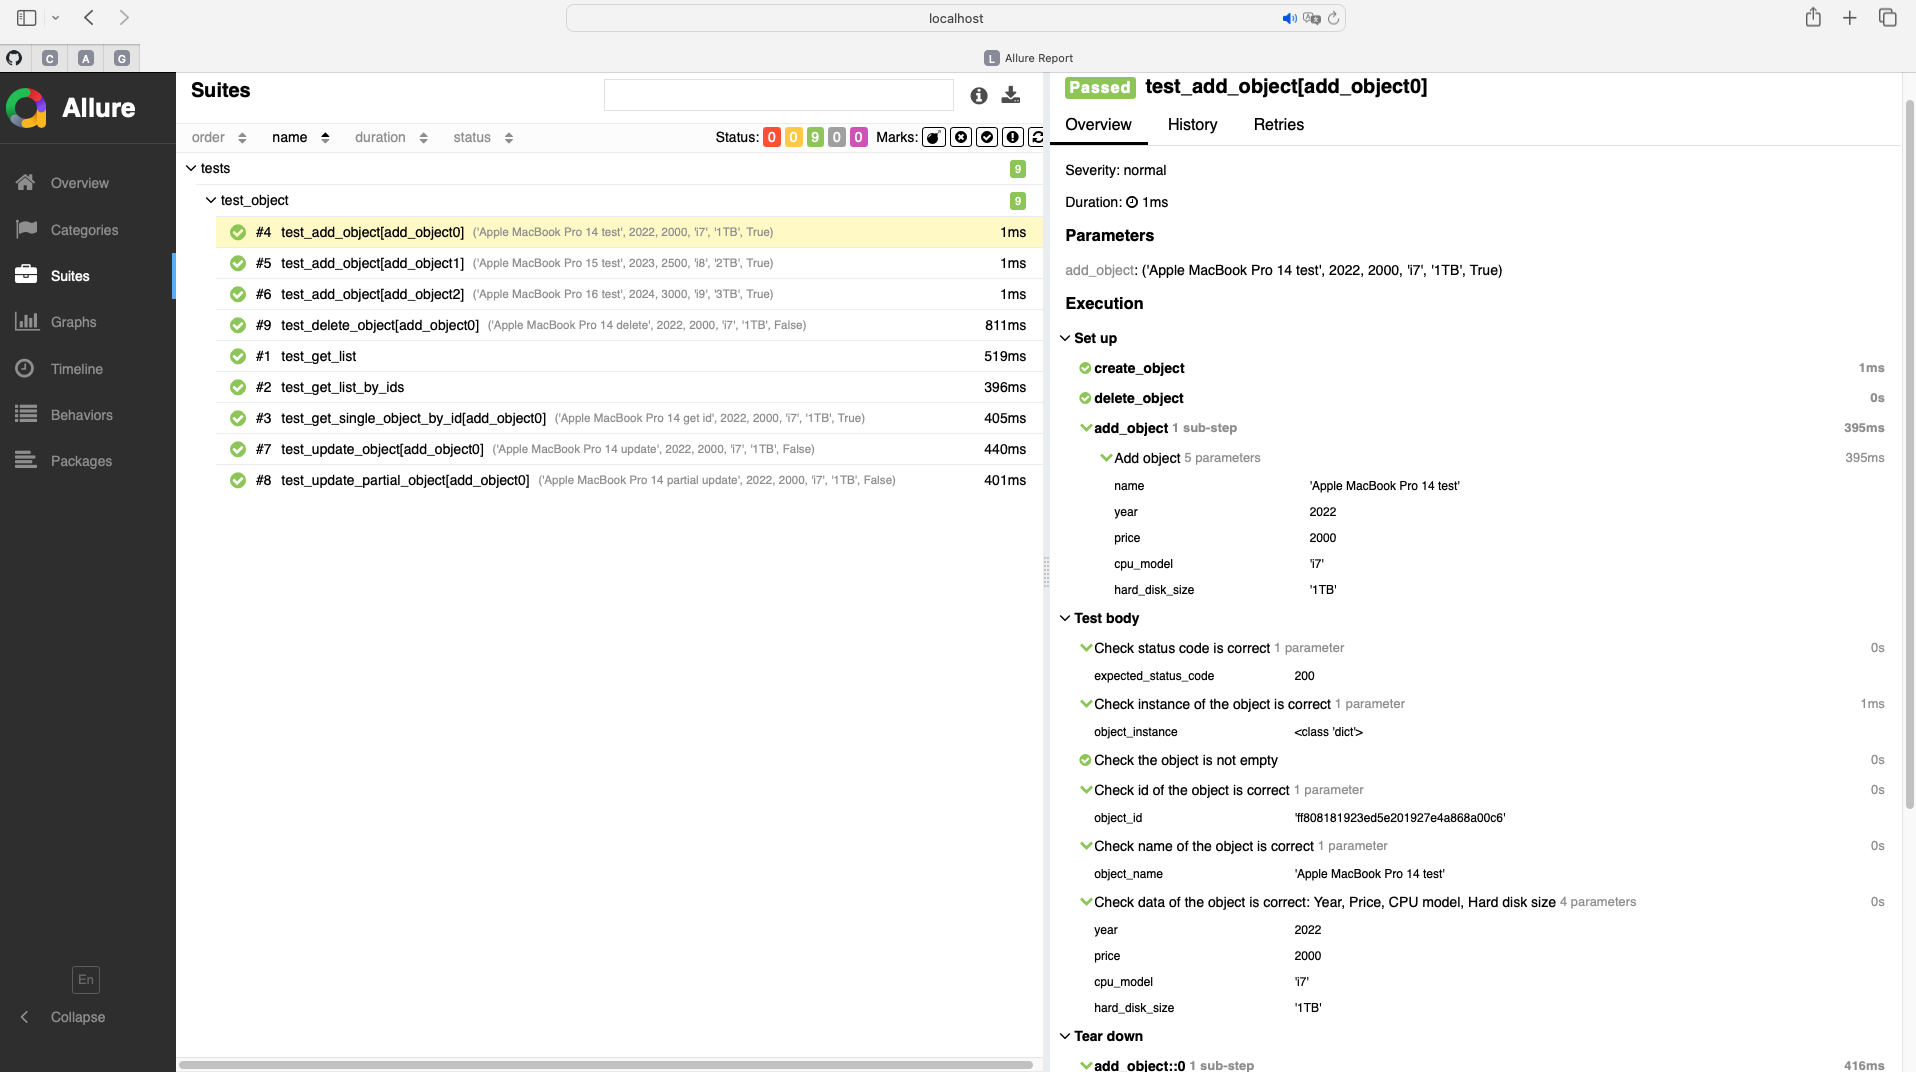 localhost
C
A
G
L Allure Report
Allure
Overview
Categories
Suites
Graphs
Timeline
Behaviors
Packages
En
Collapse
Suites
order name duration status Status: 0 0 9 0 0 Marks:
tests 9
test_object 9
#4 test_add_object[add_object0] ('Apple MacBook Pro 14 test', 2022, 2000, 'i7', '1TB', True) 1ms
#5 test_add_object[add_object1] ('Apple MacBook Pro 15 test', 2023, 2500, 'i8', '2TB', True) 1ms
#6 test_add_object[add_object2] ('Apple MacBook Pro 16 test', 2024, 3000, 'i9', '3TB', True) 1ms
#9 test_delete_object[add_object0] ('Apple MacBook Pro 14 delete', 2022, 2000, 'i7', '1TB', False) 811ms
#1 test_get_list 519ms
#2 test_get_list_by_ids 396ms
#3 test_get_single_object_by_id[add_object0] ('Apple MacBook Pro 14 get id', 2022, 2000, 'i7', '1TB', True) 405ms
#7 test_update_object[add_object0] ('Apple MacBook Pro 14 update', 2022, 2000, 'i7', '1TB', False) 440ms
#8 test_update_partial_object[add_object0] ('Apple MacBook Pro 14 partial update', 2022, 2000, 'i7', '1TB', False) 401ms
Passed test_add_object[add_object0]
Overview History Retries
Severity: normal
Duration: 1ms
Parameters
add_object: ('Apple MacBook Pro 14 test', 2022, 2000, 'i7', '1TB', True)
Execution
Set up
create_object 1ms
delete_object 0s
add_object 1 sub-step 395ms
Add object 5 parameters 395ms
name 'Apple MacBook Pro 14 test'
year 2022
price 2000
cpu_model 'i7'
hard_disk_size '1TB'
Test body
Check status code is correct 1 parameter 0s
expected_status_code 200
Check instance of the object is correct 1 parameter 1ms
object_instance <class 'dict'>
Check the object is not empty 0s
Check id of the object is correct 1 parameter 0s
object_id 'ff808181923ed5e201927e4a868a00c6'
Check name of the object is correct 1 parameter 0s
object_name 'Apple MacBook Pro 14 test'
Check data of the object is correct: Year, Price, CPU model, Hard disk size 4 parameters 0s
year 2022
price 2000
cpu_model 'i7'
hard_disk_size '1TB'
Tear down
add_object::0 1 sub-step 416ms